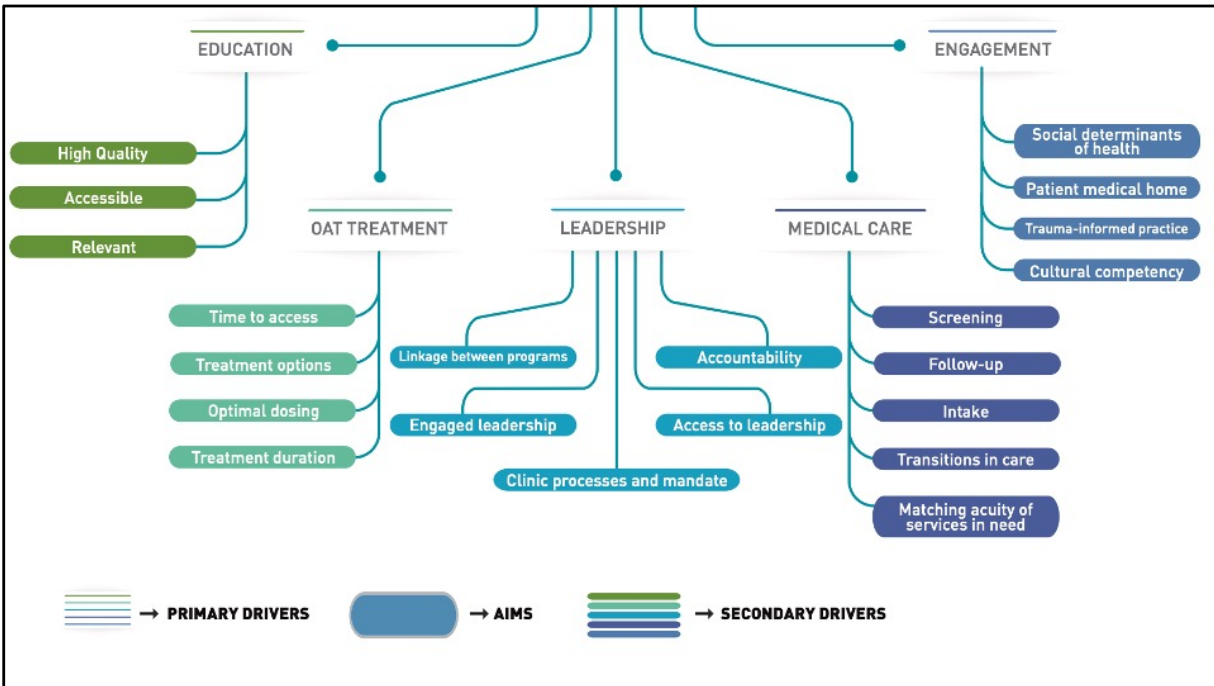 EDUCATION
High Quality
Accessible
Relevant
OAT TREATMENT
Time to access
Treatment options
Optimal dosing
Treatment duration
LEADERSHIP
Linkage between programs
Engaged leadership
Clinic processes and mandate
Accountability
Access to leadership
MEDICAL CARE
Screening
Follow-up
Intake
Transitions in care
Matching acuity of
services in need
ENGAGEMENT
Social determinants
of health
Patient medical home
Trauma-informed practice
Cultural competency
→ PRIMARY DRIVERS
→ AIMS
→ SECONDARY DRIVERS